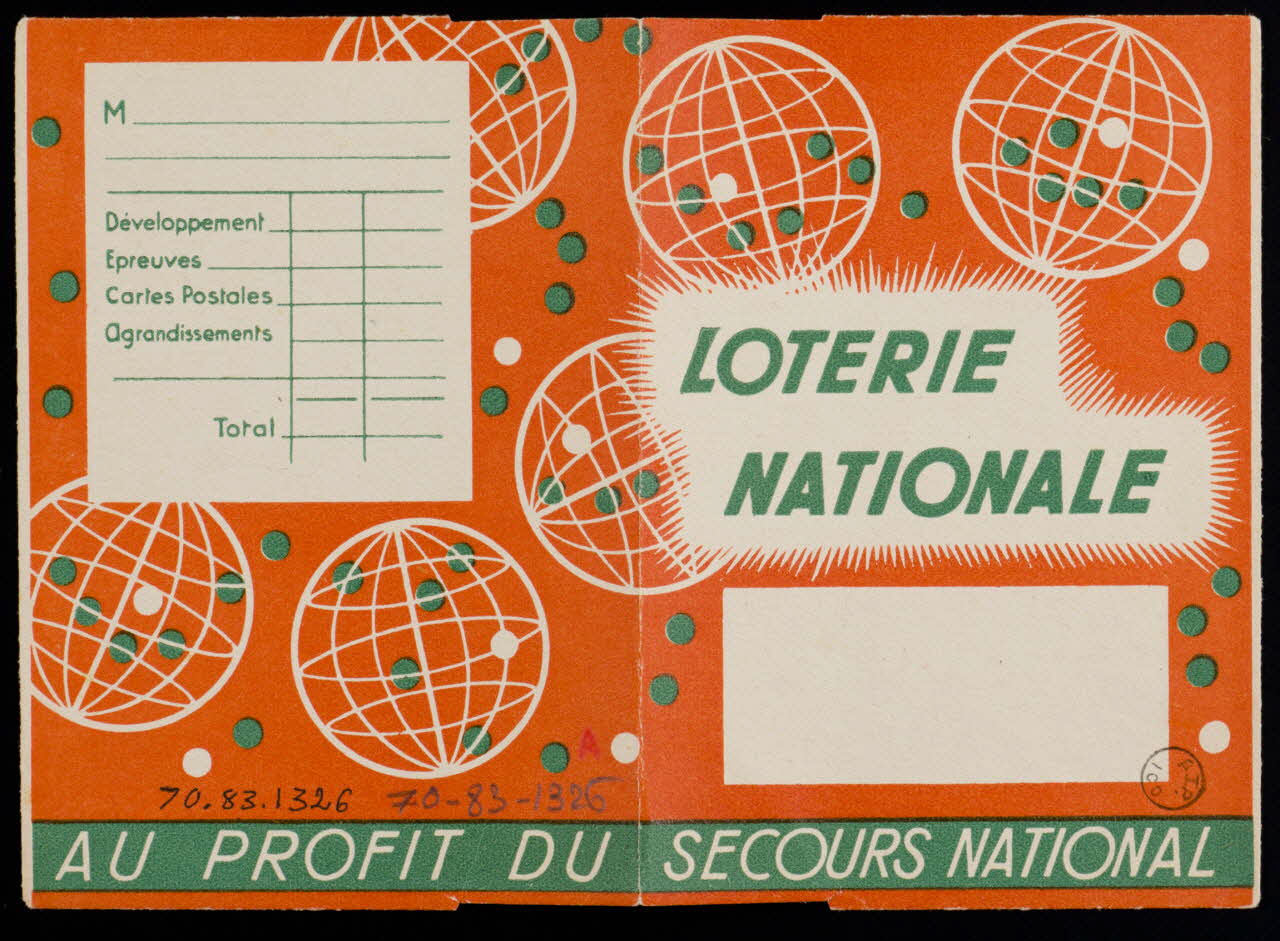 M
Développement
Epreuves
Cartes Postales
agrandissements
Total
LOTERIE
NATIONALE
A
70.83.1326 70-83-1326
AU PROFIT DU SECOURS NATIONAL